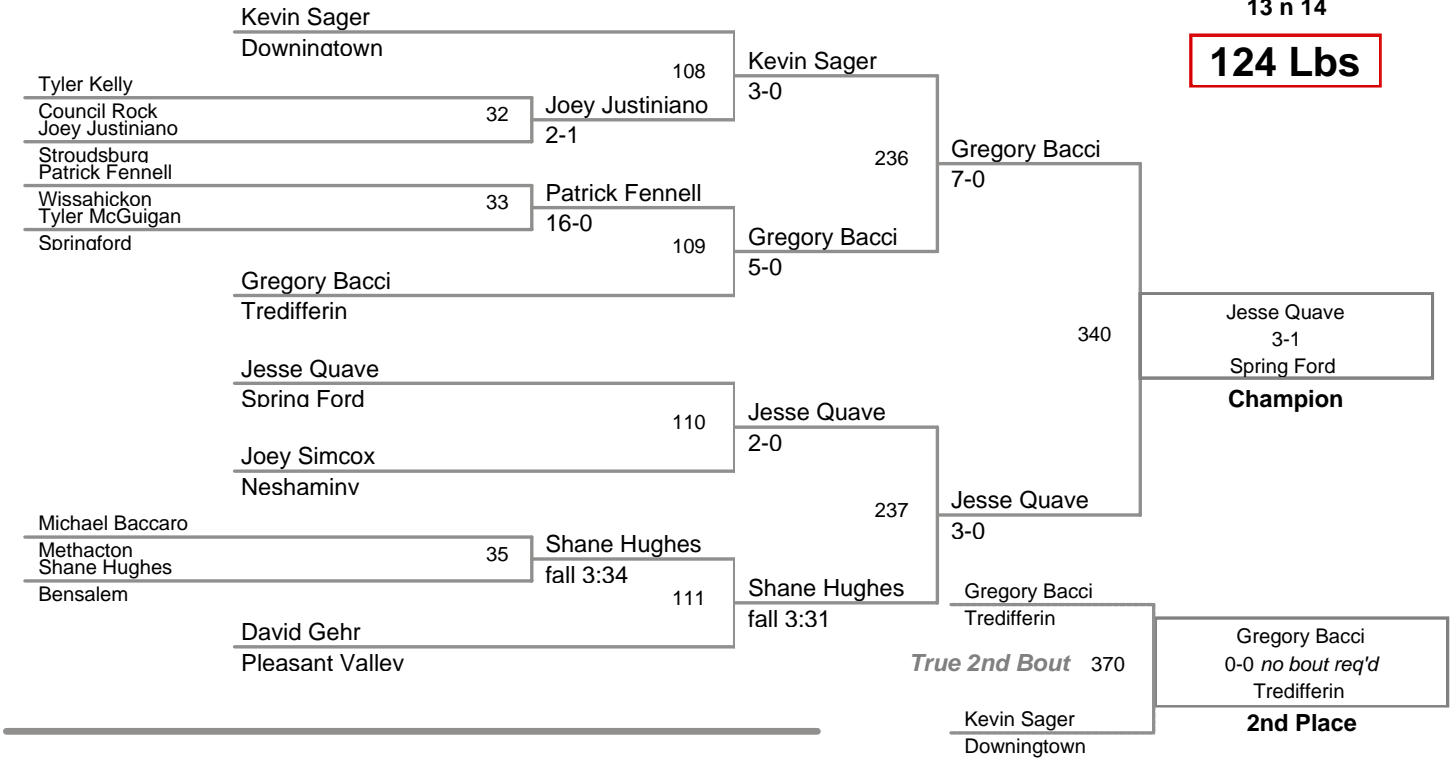 13 n 14
124 Lbs
Kevin Sager
Downingtown
Tyler Kelly
Council Rock
Joey Justiniano
Stroudsburg
32
Joey Justiniano
2-1
108
Kevin Sager
3-0
Patrick Fennell
Wissahickon
Tyler McGuigan
Springford
33
Patrick Fennell
16-0
109
Gregory Bacci
Tredifferin
Gregory Bacci
5-0
236
Gregory Bacci
7-0
Jesse Quave
Spring Ford
110
Joey Simcox
Neshaminy
Jesse Quave
2-0
Michael Baccaro
Methacton
Shane Hughes
Bensalem
35
Shane Hughes
fall 3:34
111
David Gehr
Pleasant Valley
Shane Hughes
fall 3:31
237
Jesse Quave
3-0
340
Jesse Quave
3-1
Spring Ford
Champion
Gregory Bacci
Tredifferin
True 2nd Bout 370
Kevin Sager
Downingtown
Gregory Bacci
0-0 no bout req'd
Tredifferin
2nd Place